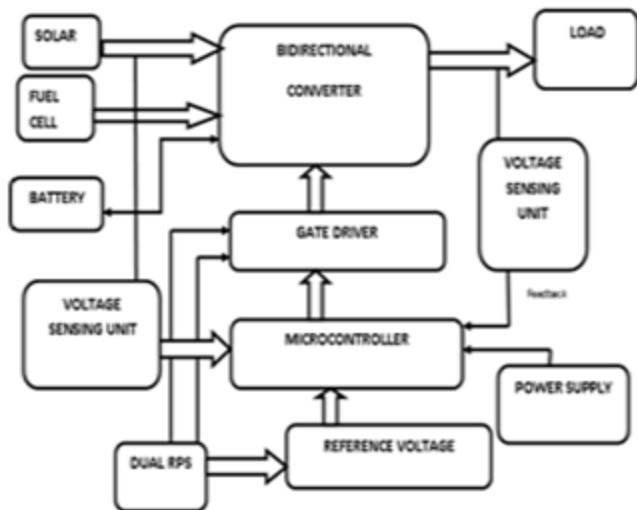 SOLAR
BIDIRECTIONAL
CONVERTER
LOAD
FUEL
CELL
BATTERY
VOLTAGE
SENSING
UNIT
GATE DRIVER
Feedback
VOLTAGE
SENSING UNIT
MICROCONTROLLER
POWER SUPPLY
REFERENCE VOLTAGE
DUAL RPS